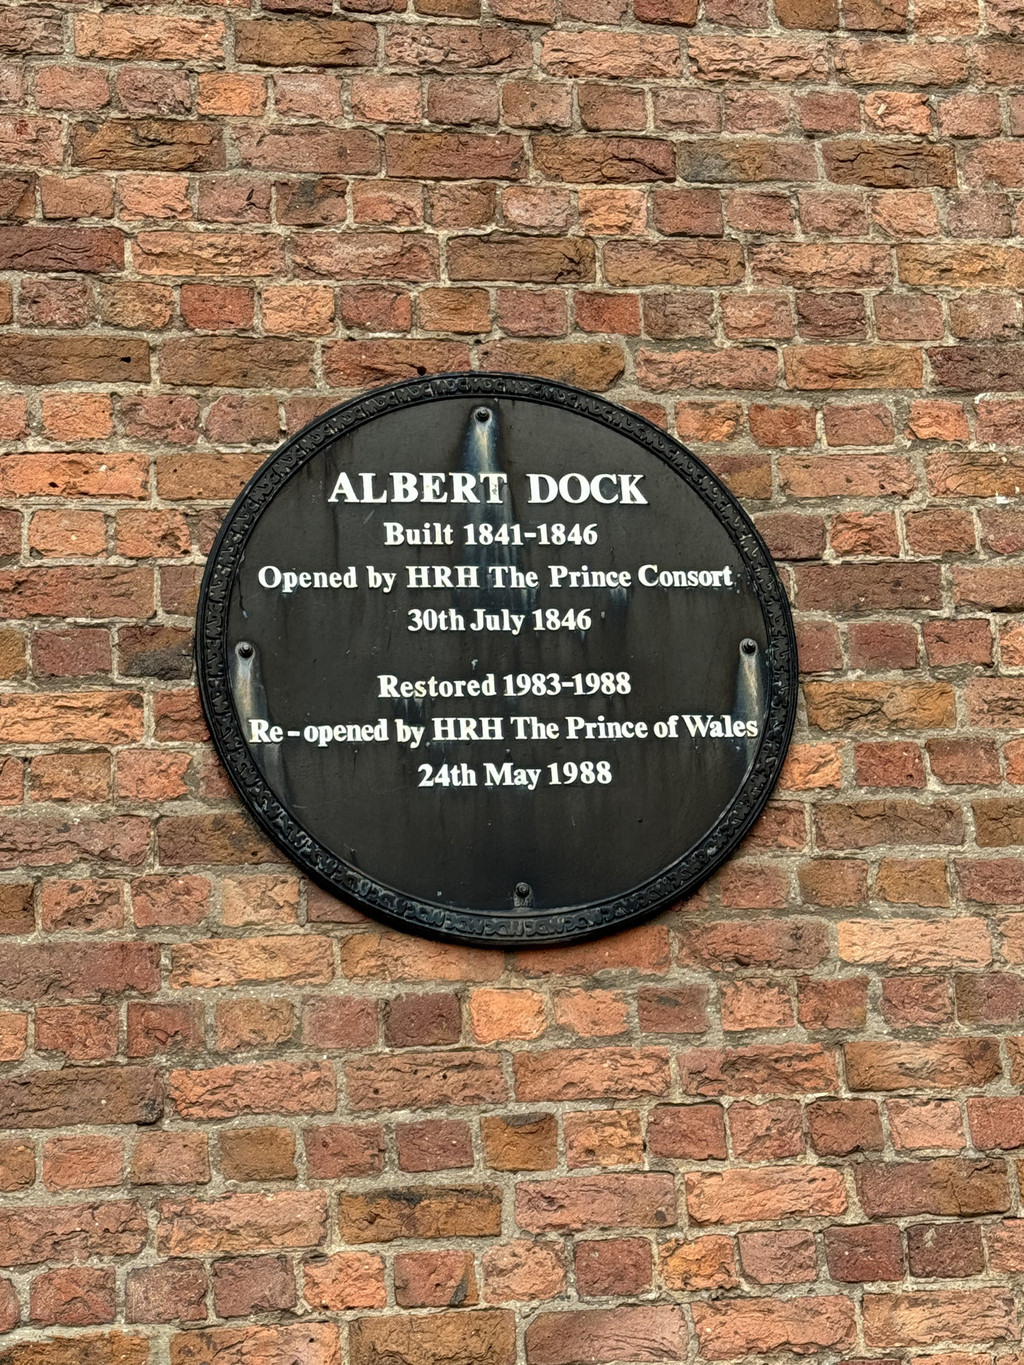 ALBERT DOCK
Built 1841-1846
Opened by HRH The Prince Consort
30th July 1846
Restored 1983-1988
Re-opened by HRH The Prince of Wales
24th May 1988